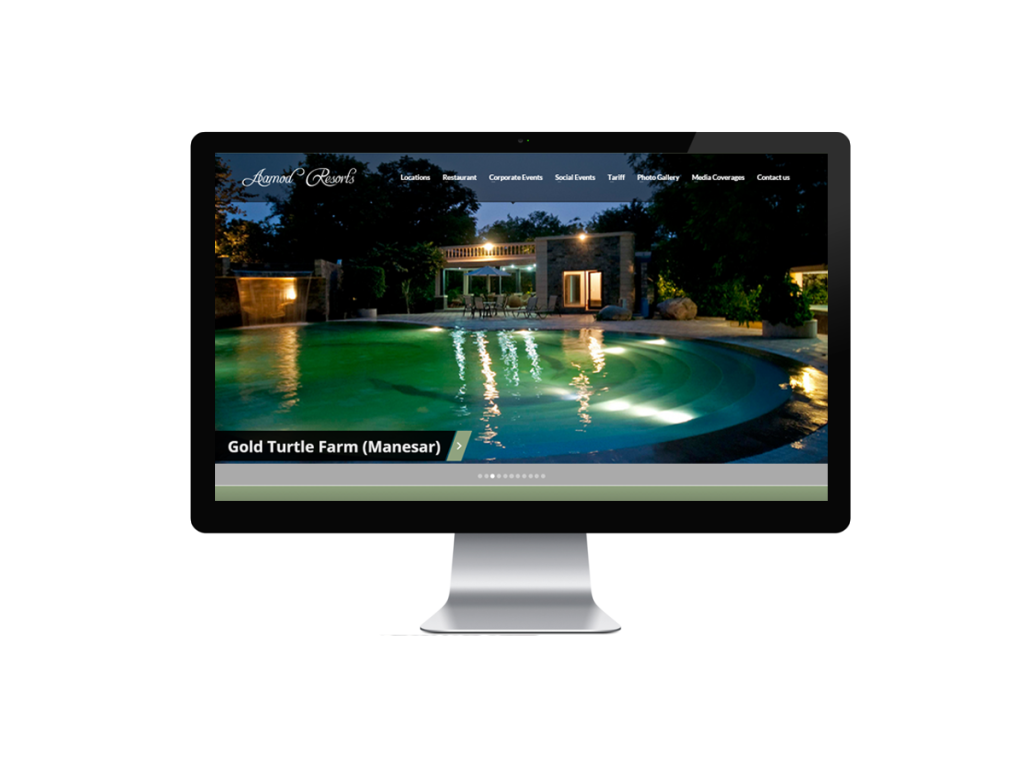 Aamod Resorts
Locations Restaurant Corporate Events Social Events Tariff Photo Gallery Media Coverages Contact us
Gold Turtle Farm (Manesar)